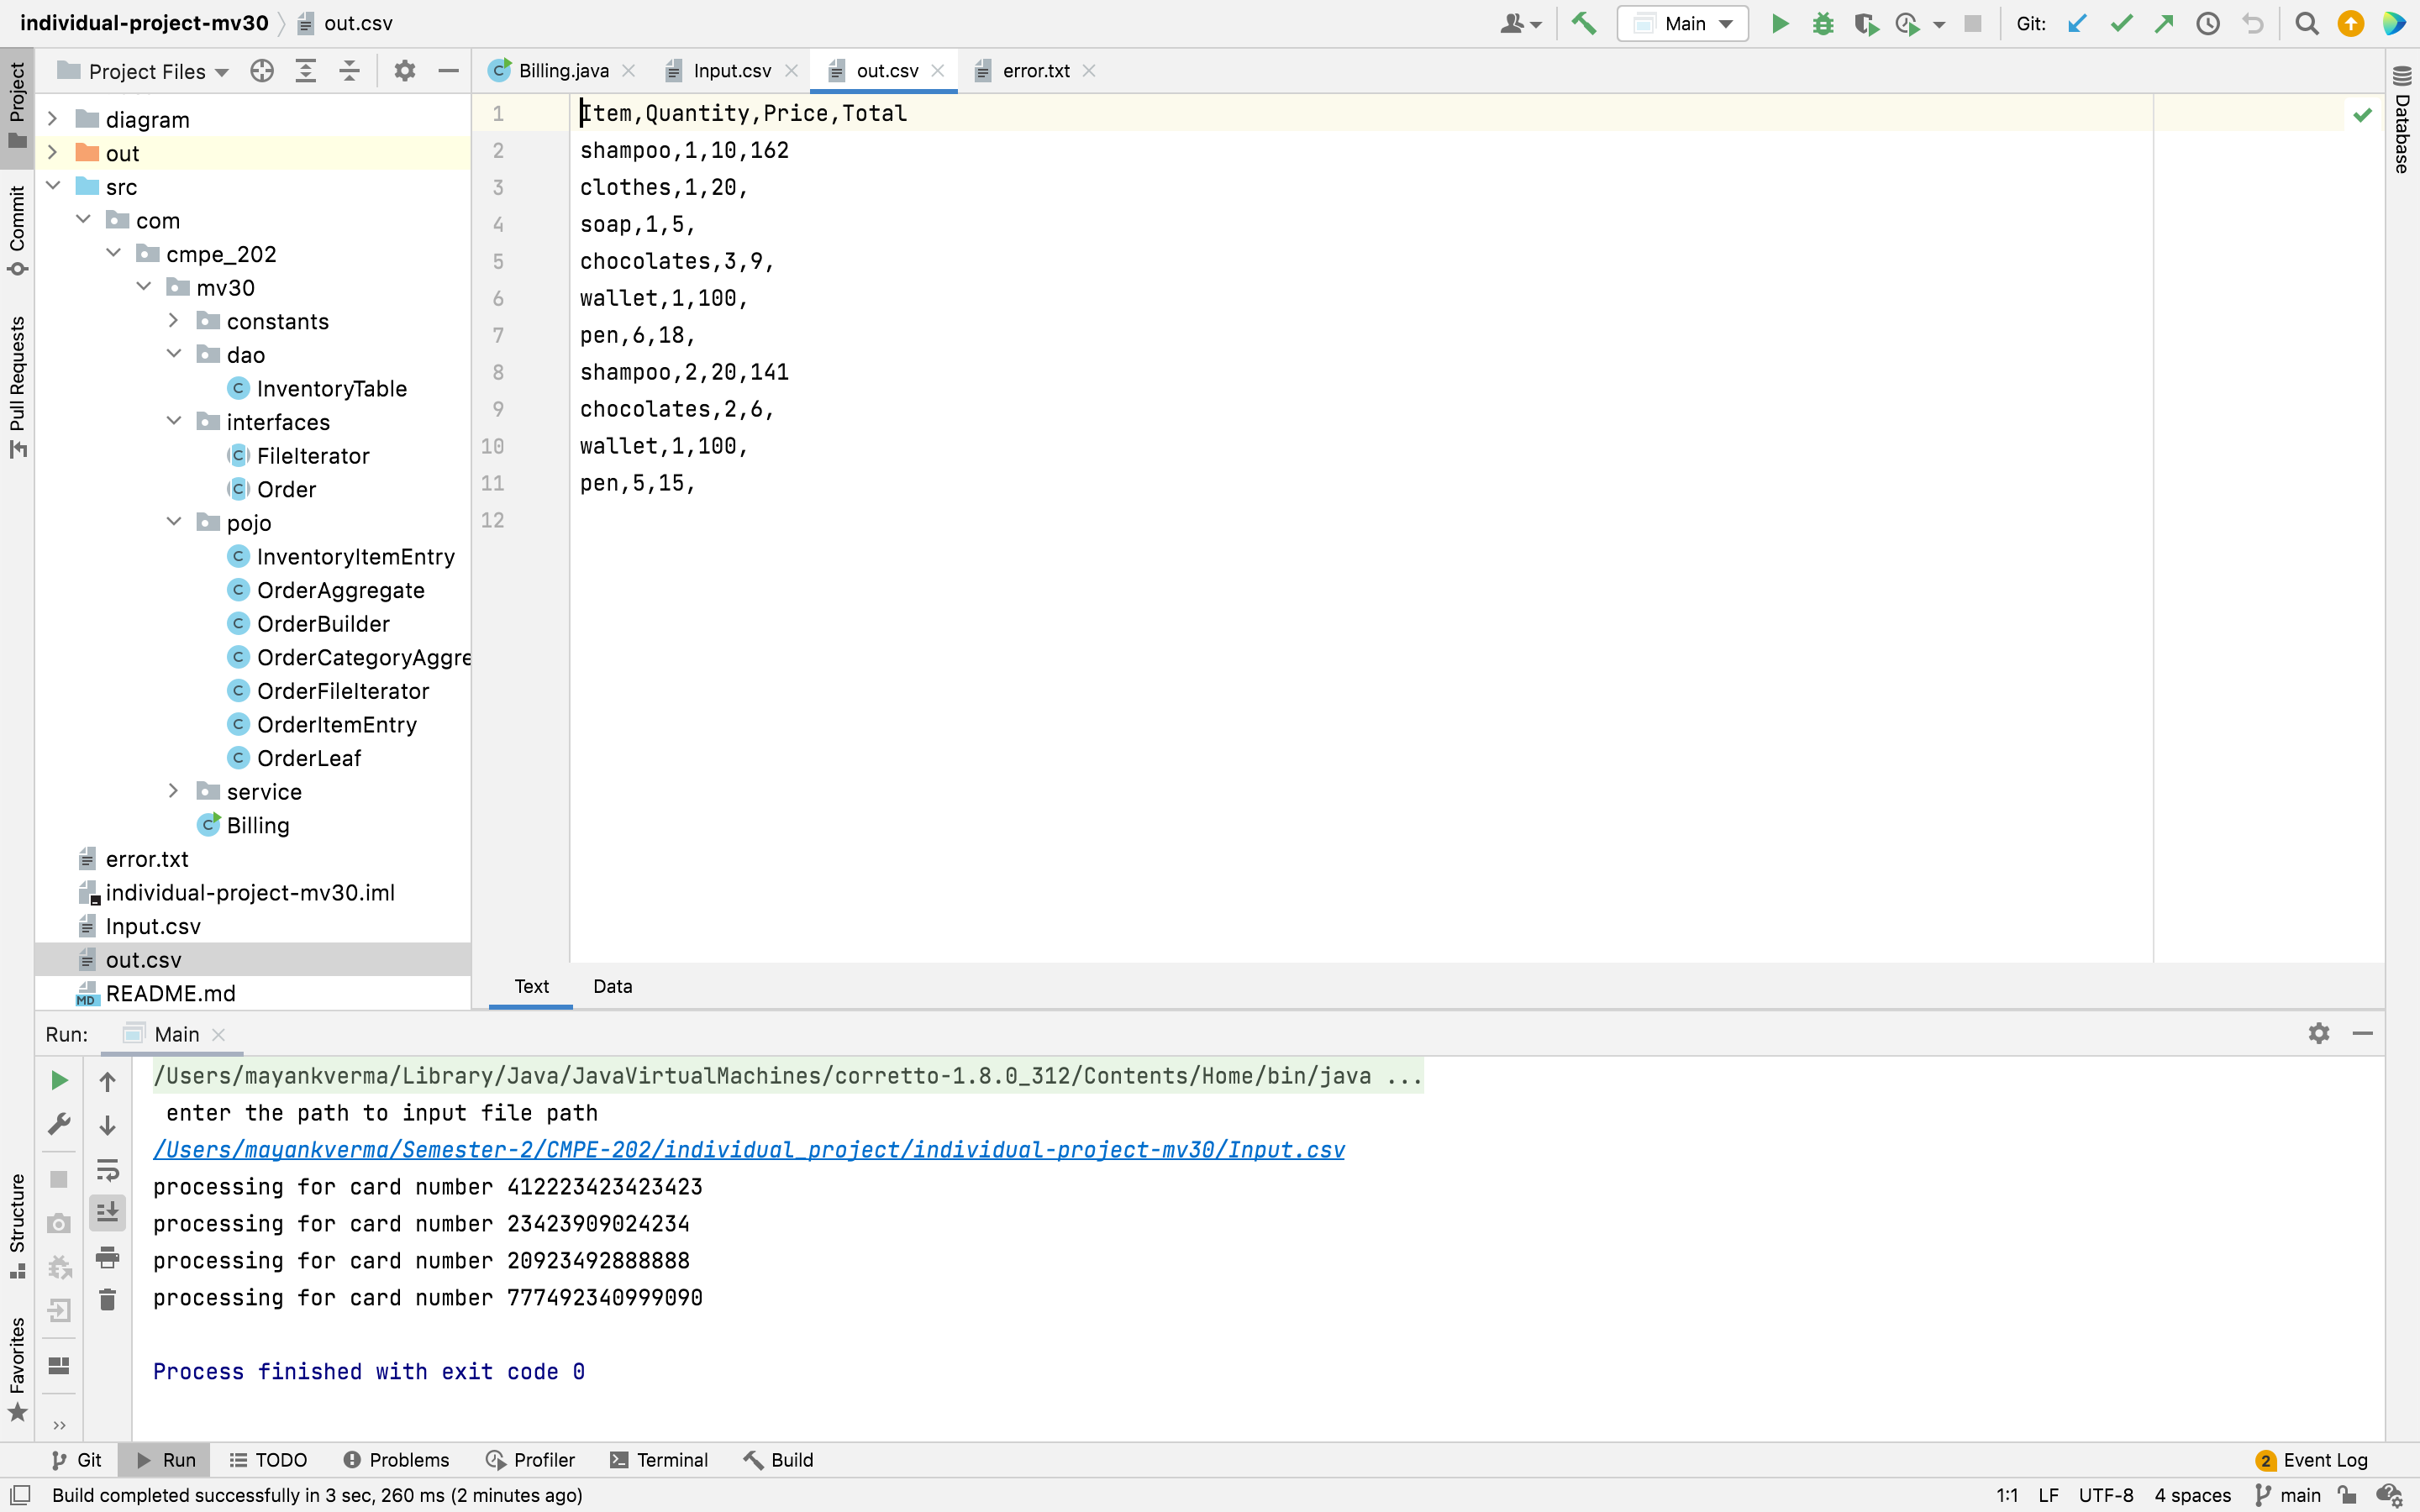 individual-project-mv30 out.csv
Main
Git:
Project
Commit
Pull Requests
Structure
Favorites
Database
Project Files
Billing.java
Input.csv
out.csv
error.txt
diagram
out
src
com
cmpe_202
mv30
constants
dao
InventoryTable
interfaces
FileIterator
Order
pojo
InventoryItemEntry
OrderAggregate
OrderBuilder
OrderCategoryAggre
OrderFileIterator
OrderItemEntry
OrderLeaf
service
Billing
error.txt
individual-project-mv30.iml
Input.csv
out.csv
README.md
1 Item,Quantity,Price,Total
2 shampoo,1,10,162
3 clothes,1,20,
4 soap,1,5,
5 chocolates,3,9,
6 wallet,1,100,
7 pen,6,18,
8 shampoo,2,20,141
9 chocolates,2,6,
10 wallet,1,100,
11 pen,5,15,
12
Text Data
Run: Main
/Users/mayankverma/Library/Java/JavaVirtualMachines/corretto-1.8.0_312/Contents/Home/bin/java ...
enter the path to input file path
/Users/mayankverma/Semester-2/CMPE-202/individual_project/individual-project-mv30/Input.csv
processing for card number 412223423423423
processing for card number 23423909024234
processing for card number 20923492888888
processing for card number 777492340999090
Process finished with exit code 0
Git Run TODO Problems Profiler Terminal Build 2 Event Log
Build completed successfully in 3 sec, 260 ms (2 minutes ago) 1:1 LF UTF-8 4 spaces main